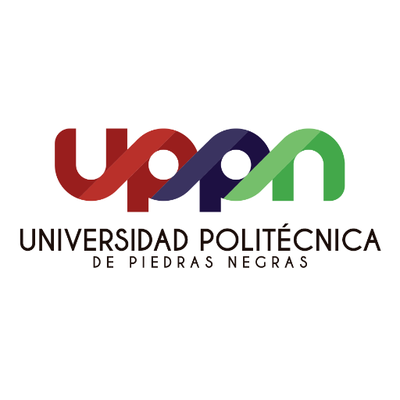 uppn
UNIVERSIDAD POLITÉCNICA
DE PIEDRAS NEGRAS